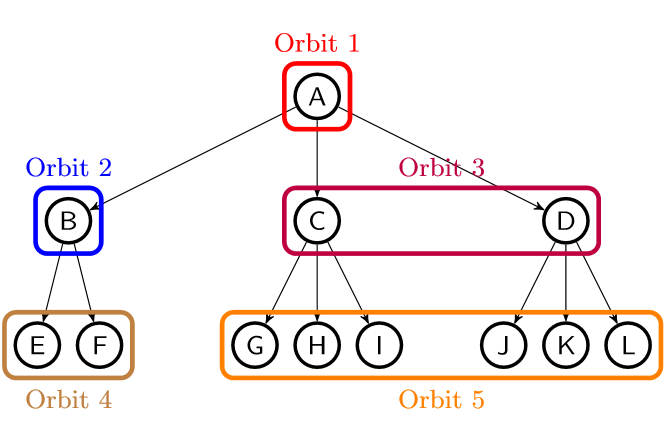 Orbit 1
A
Orbit 2
Orbit 3
B
C
D
E
F
G
H
I
J
K
L
Orbit 4
Orbit 5